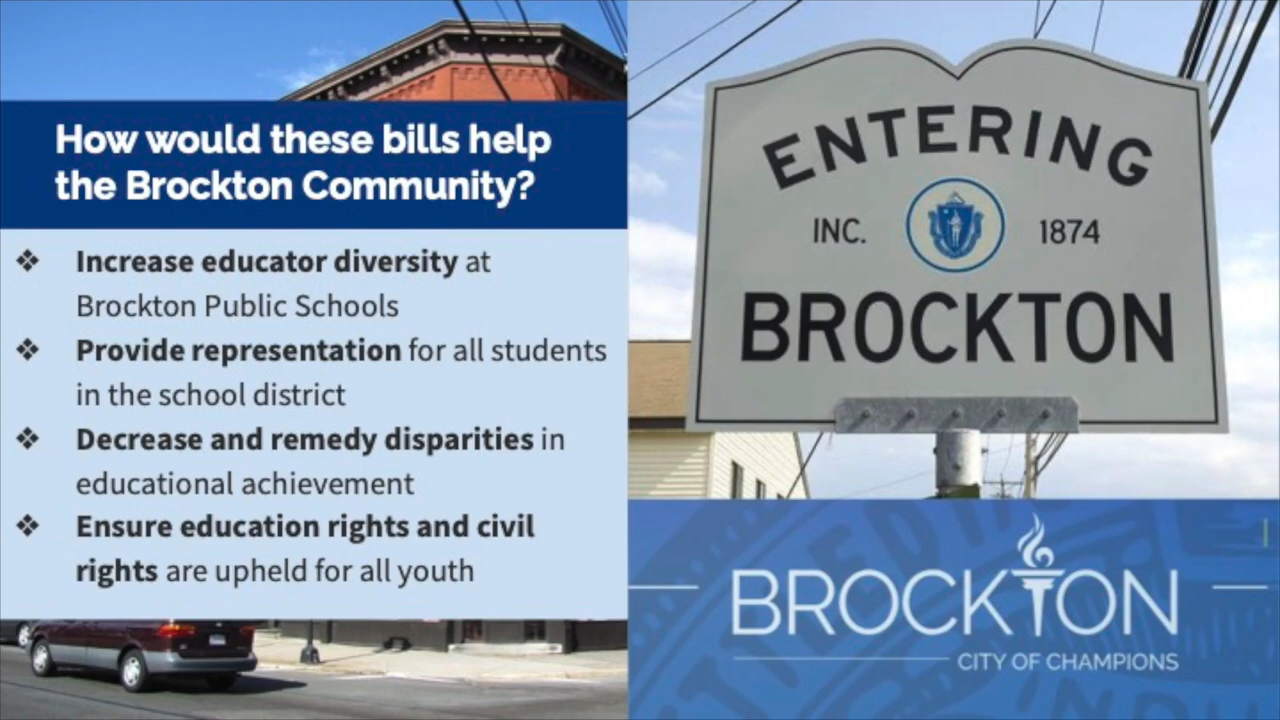 How would these bills help
the Brockton Community?
❖ Increase educator diversity at
Brockton Public Schools
❖ Provide representation for all students
in the school district
❖ Decrease and remedy disparities in
educational achievement
❖ Ensure education rights and civil
rights are upheld for all youth
ENTERING
INC. 1874
BROCKTON
BROCKTON
CITY OF CHAMPIONS